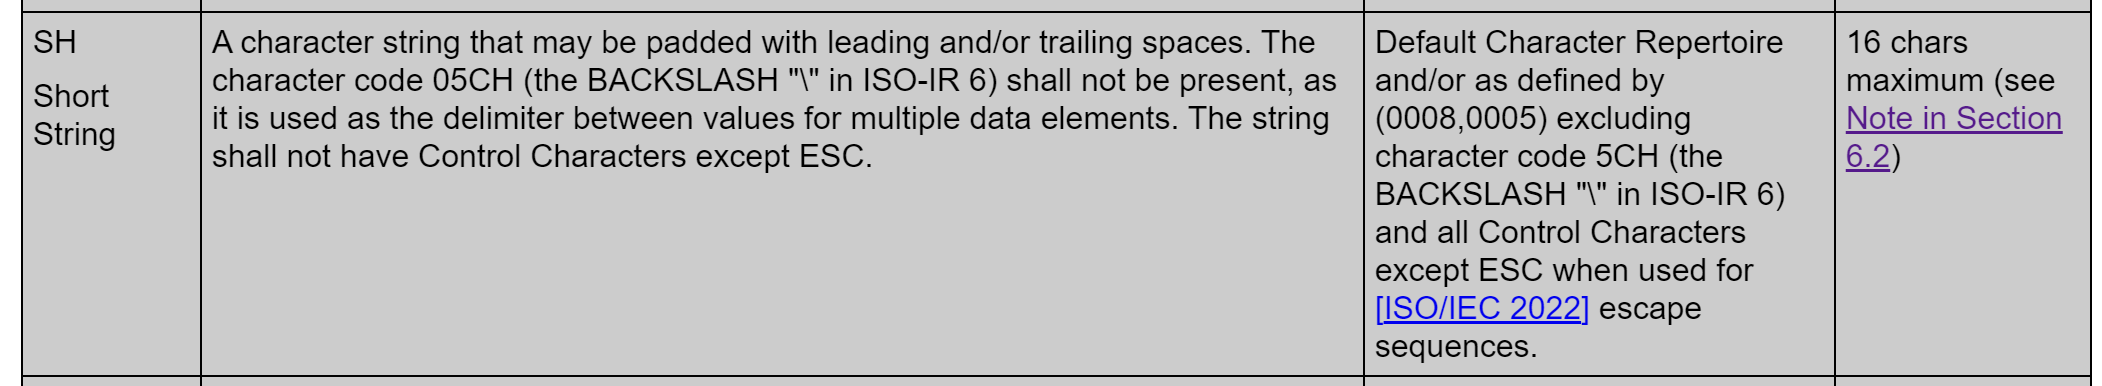 SH
Short
String
A character string that may be padded with leading and/or trailing spaces. The
character code 05CH (the BACKSLASH "\" in ISO-IR 6) shall not be present, as
it is used as the delimiter between values for multiple data elements. The string
shall not have Control Characters except ESC.
Default Character Repertoire
and/or as defined by
(0008,0005) excluding
character code 5CH (the
BACKSLASH "\" in ISO-IR 6)
and all Control Characters
except ESC when used for
[ISO/IEC 2022] escape
sequences.
16 chars
maximum (see
Note in Section
6.2)